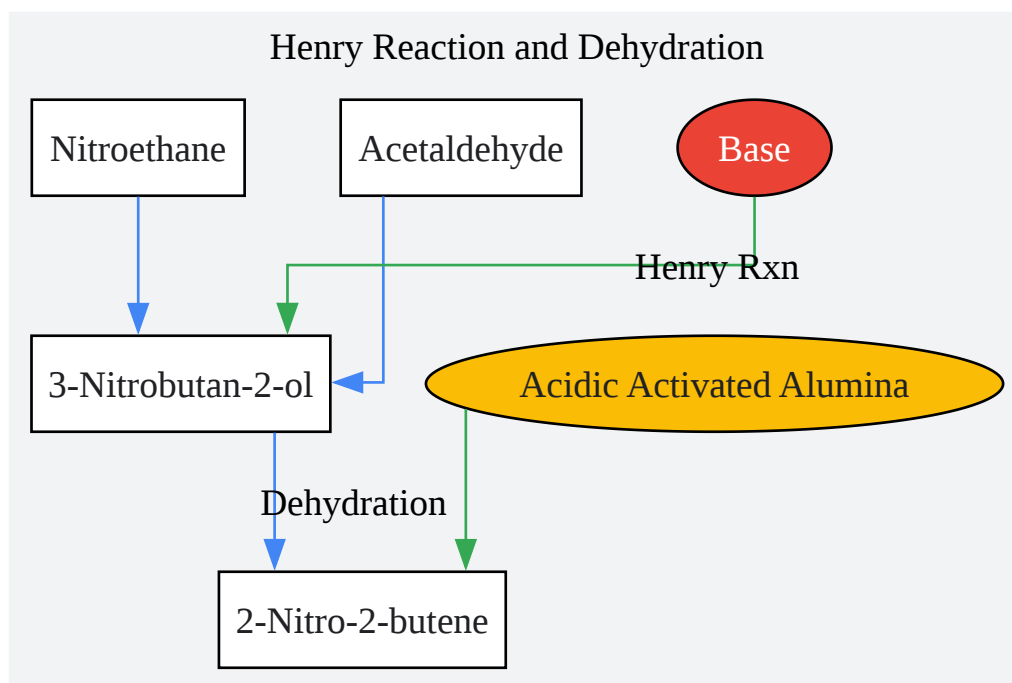 Henry Reaction and Dehydration
Nitroethane
Acetaldehyde
Base
Henry Rxn
3-Nitrobutan-2-ol
Acidic Activated Alumina
Dehydration
2-Nitro-2-butene